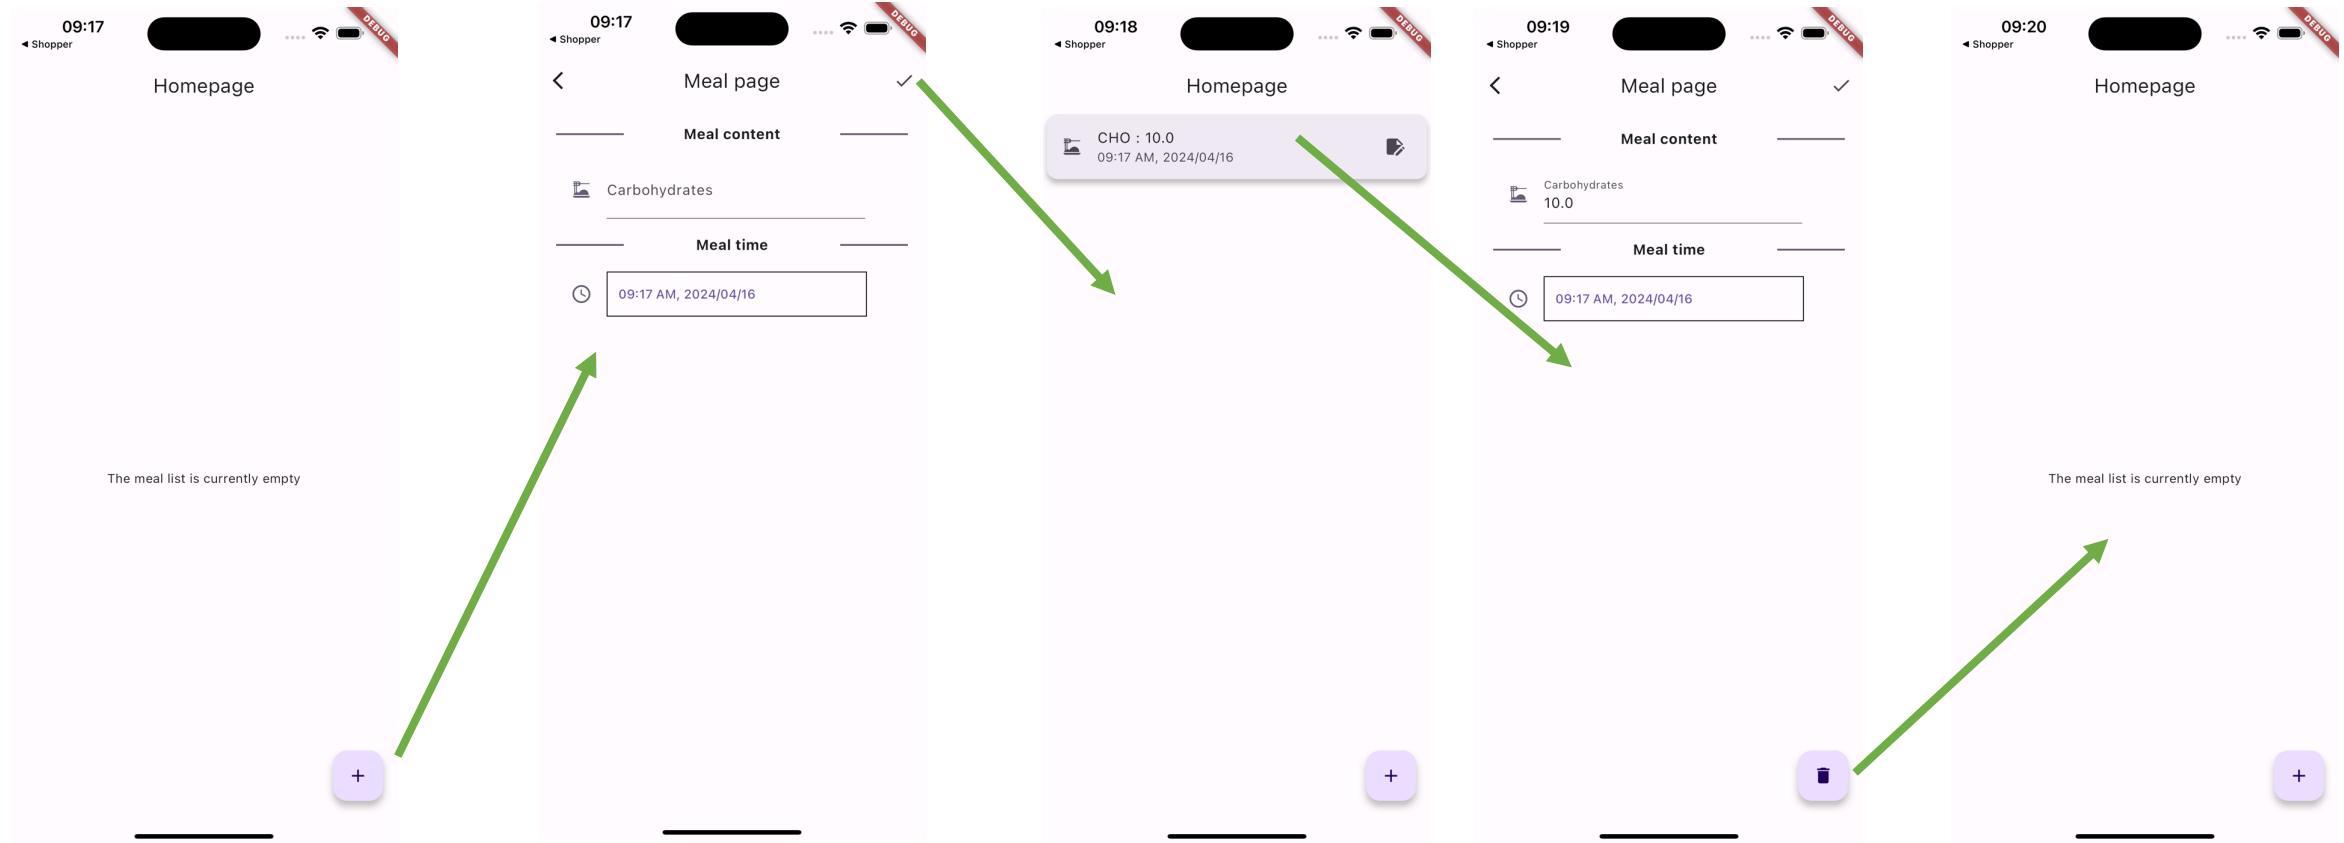 09:17
◀ Shopper
DEBUG
Homepage
The meal list is currently empty
+
09:17
◀ Shopper
DEBUG
Meal page
Meal content
Carbohydrates
Meal time
09:17 AM, 2024/04/16
09:18
◀ Shopper
DEBUG
Homepage
CHO : 10.0
09:17 AM, 2024/04/16
+
09:19
◀ Shopper
DEBUG
Meal page
Meal content
Carbohydrates
10.0
Meal time
09:17 AM, 2024/04/16
09:20
◀ Shopper
DEBUG
Homepage
The meal list is currently empty
+